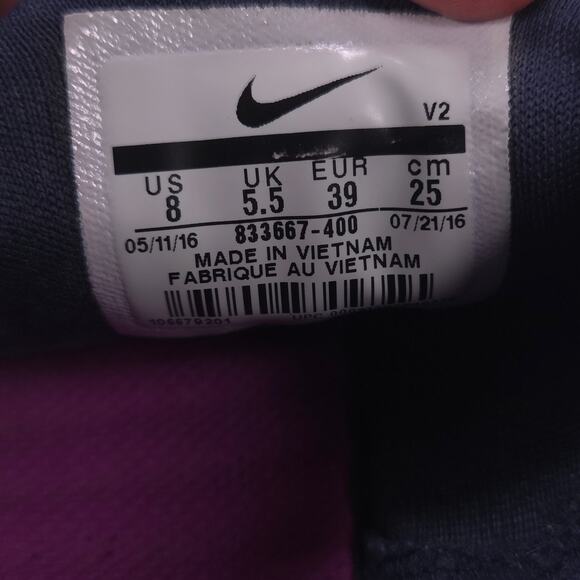 V2
US UK EUR cm
8 5.5 39 25
05/11/16 833667-400 07/21/16
MADE IN VIETNAM
FABRIQUE AU VIETNAM
UPC